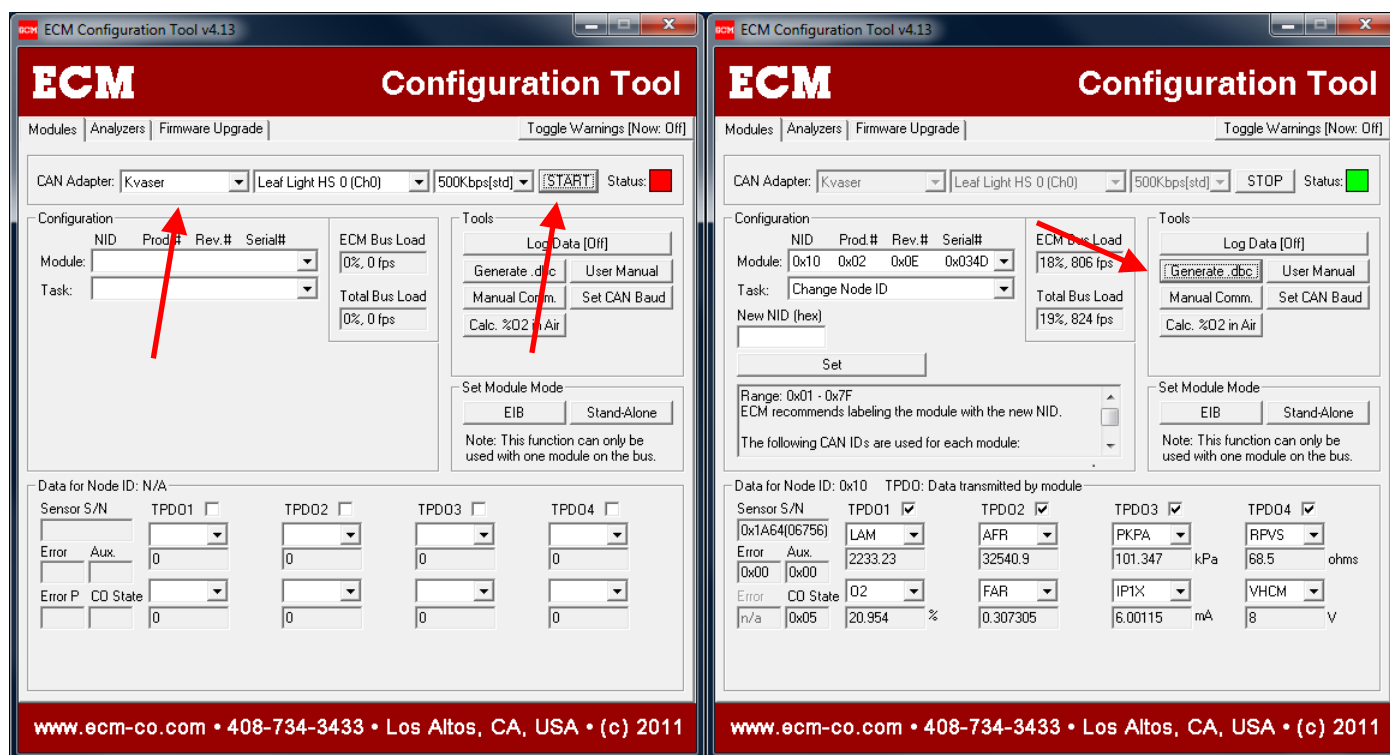 ECM Configuration Tool v4.13
ECM Configuration Tool
Modules Analyzers Firmware Upgrade Toggle Warnings [Now: Off]
CAN Adapter: Kvaser Leaf Light HS 0 (Ch0) 500Kbps[std] START Status:
Configuration
NID Prod.# Rev.# Serial#
Module:
Task:
ECM Bus Load
0%, 0 fps
Total Bus Load
0%, 0 fps
Tools
Log Data [Off]
Generate .dbc User Manual
Manual Comm. Set CAN Baud
Calc. %O2 in Air
Set Module Mode
EIB Stand-Alone
Note: This function can only be
used with one module on the bus.
Data for Node ID: N/A
Sensor S/N TPDO1 TPDO2 TPDO3 TPDO4
Error Aux. 0 0 0 0
Error P CO State
0 0 0 0
www.ecm-co.com • 408-734-3433 • Los Altos, CA, USA • (c) 2011
ECM Configuration Tool v4.13
ECM Configuration Tool
Modules Analyzers Firmware Upgrade Toggle Warnings [Now: Off]
CAN Adapter: Kvaser Leaf Light HS 0 (Ch0) 500Kbps[std] STOP Status:
Configuration
NID Prod.# Rev.# Serial#
Module: 0x10 0x02 0x0E 0x034D
Task: Change Node ID
New NID (hex)
Set
Range: 0x01 - 0x7F
ECM recommends labeling the module with the new NID.
The following CAN IDs are used for each module:
ECM Bus Load
18%, 806 fps
Total Bus Load
19%, 824 fps
Tools
Log Data [Off]
Generate .dbc User Manual
Manual Comm. Set CAN Baud
Calc. %O2 in Air
Set Module Mode
EIB Stand-Alone
Note: This function can only be
used with one module on the bus.
Data for Node ID: 0x10 TPDO: Data transmitted by module
Sensor S/N TPDO1 TPDO2 TPDO3 TPDO4
0x1A64(06756) LAM AFR PKPA RPVS
Error Aux. 2233.23 32540.9 101.347 kPa 68.5 ohms
0x00 0x00
Error CO State O2 FAR IP1X VHCM
n/a 0x05 20.954 % 0.307305 6.00115 mA 8 V
www.ecm-co.com • 408-734-3433 • Los Altos, CA, USA • (c) 2011